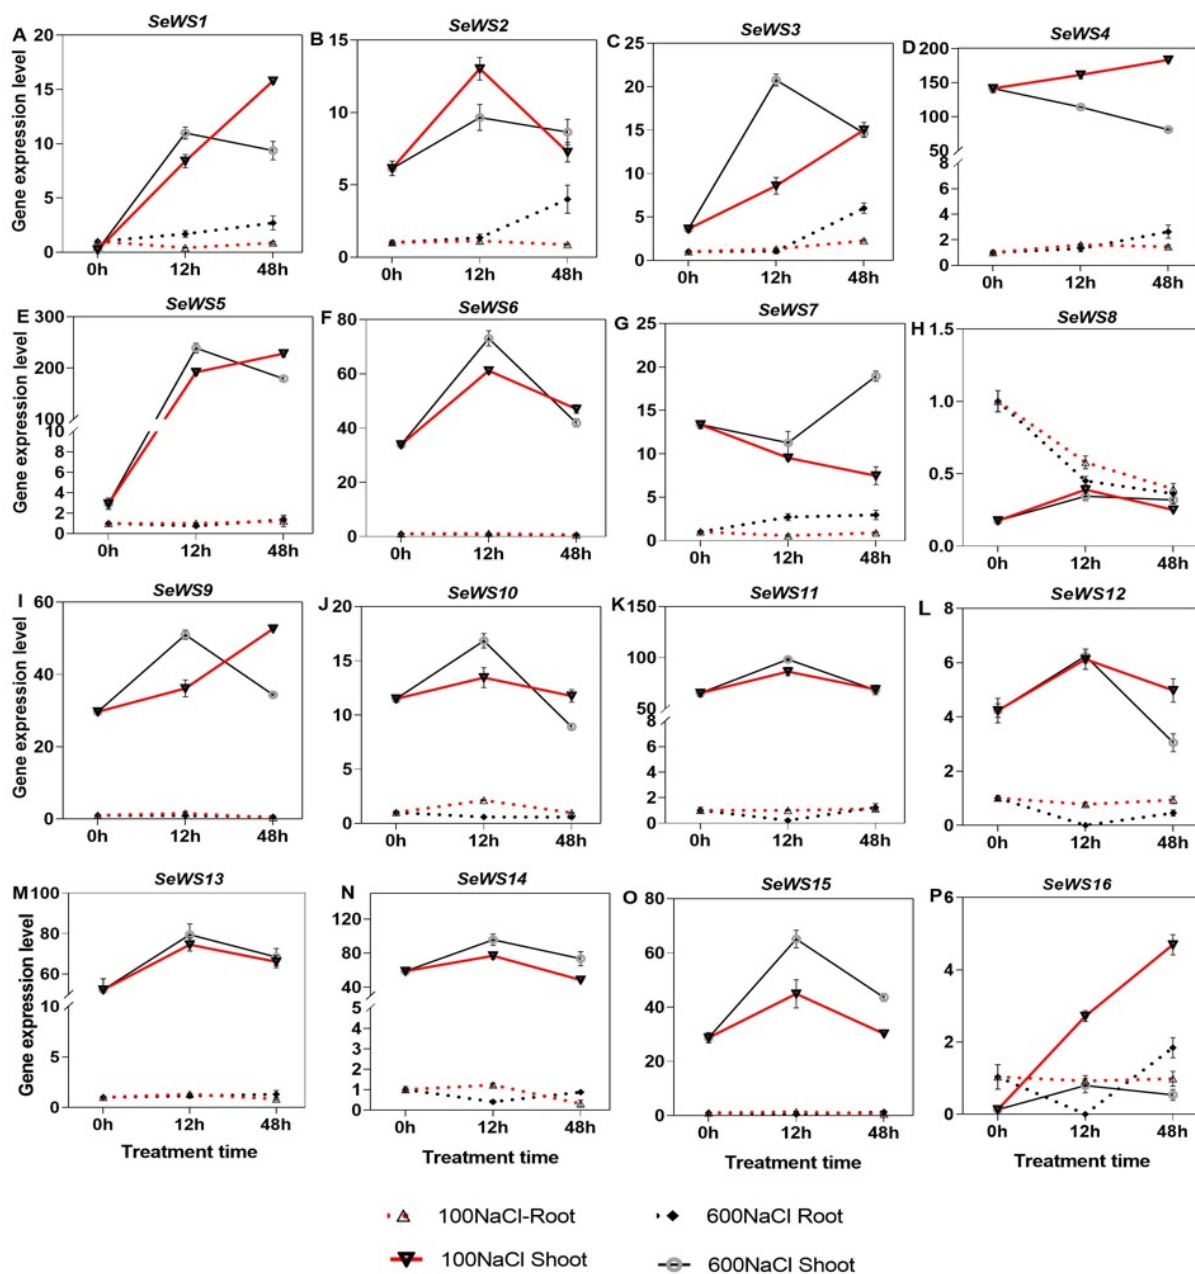 A SeWS1
Gene expression level
20
15
10
5
0
0h 12h 48h
B SeWS2
15
10
5
0
0h 12h 48h
C SeWS3
25
20
15
10
5
0
0h 12h 48h
D SeWS4
200
150
100
50
8
6
4
2
0
0h 12h 48h
E SeWS5
Gene expression level
300
200
100
10
8
6
4
2
0
0h 12h 48h
F SeWS6
80
60
40
20
0
0h 12h 48h
G SeWS7
25
20
15
10
5
0
0h 12h 48h
H SeWS8
1.5
1.0
0.5
0.0
0h 12h 48h
I SeWS9
Gene expression level
60
40
20
0
0h 12h 48h
J SeWS10
20
15
10
5
0
0h 12h 48h
K SeWS11
150
100
50
8
6
4
2
0
0h 12h 48h
L SeWS12
8
6
4
2
0
0h 12h 48h
M SeWS13
Gene expression level
100
80
60
10
5
0
0h 12h 48h
Treatment time
N SeWS14
120
80
40
5
4
3
2
1
0
0h 12h 48h
Treatment time
O SeWS15
80
60
40
20
0
0h 12h 48h
Treatment time
P SeWS16
6
4
2
0
0h 12h 48h
Treatment time
100NaCl-Root 600NaCl Root
100NaCl Shoot 600NaCl Shoot